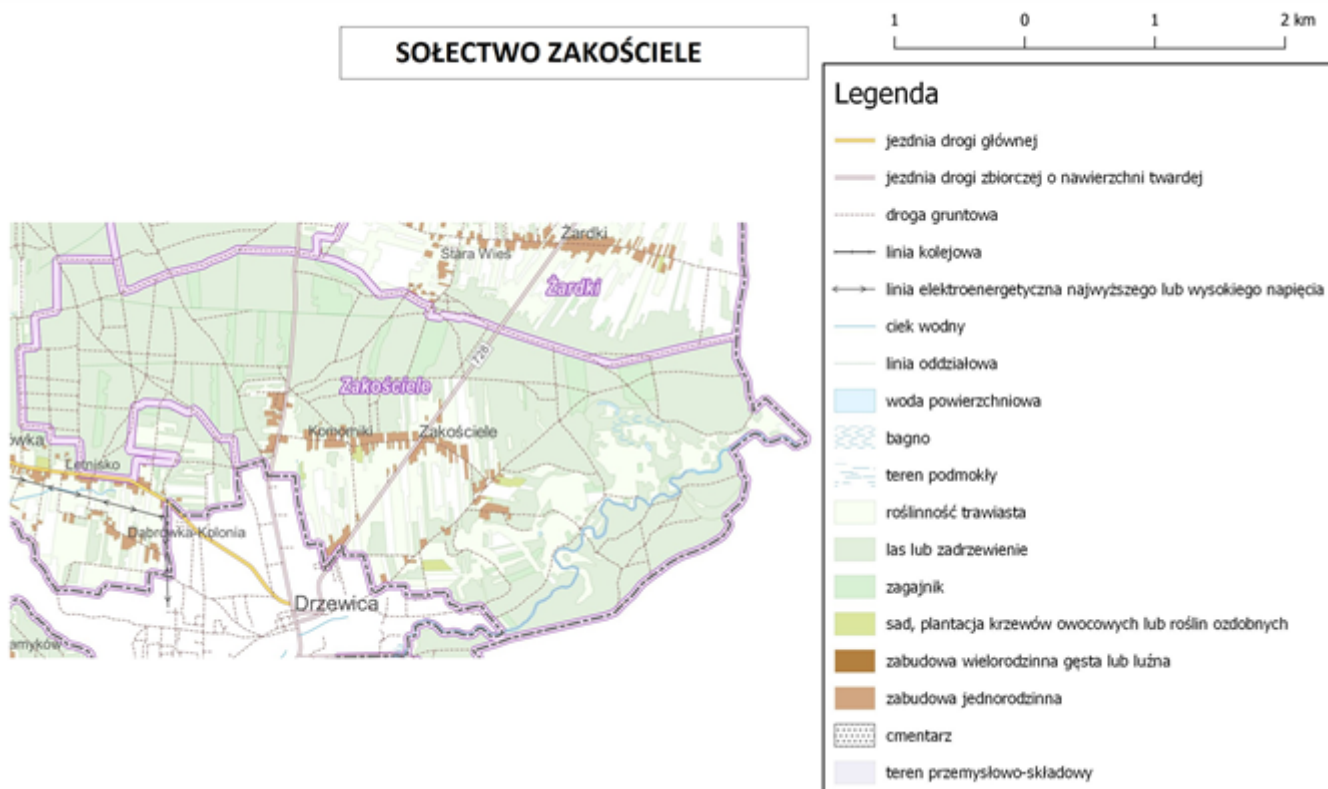 1 0 1 2 km
SOŁECTWO ZAKOŚCIELE
Legenda
jezdnia drogi głównej
jezdnia drogi zbiorczej o nawierzchni twardej
droga gruntowa
linia kolejowa
linia elektroenergetyczna najwyższego lub wysokiego napięcia
ciek wodny
linia oddziałowa
woda powierzchniowa
bagno
teren podmokły
roślinność trawiasta
las lub zadrzewienie
zagajnik
sad, plantacja krzewów owocowych lub roślin ozdobnych
zabudowa wielorodzinna gęsta lub luźna
zabudowa jednorodzinna
cmentarz
teren przemysłowo-składowy
Żardki
Stara Wieś
Żardki
728
Zakościele
Komorniki
Zakościele
ówka
Letnisko
Dąbrówka-Kolonia
Drzewica
amyków